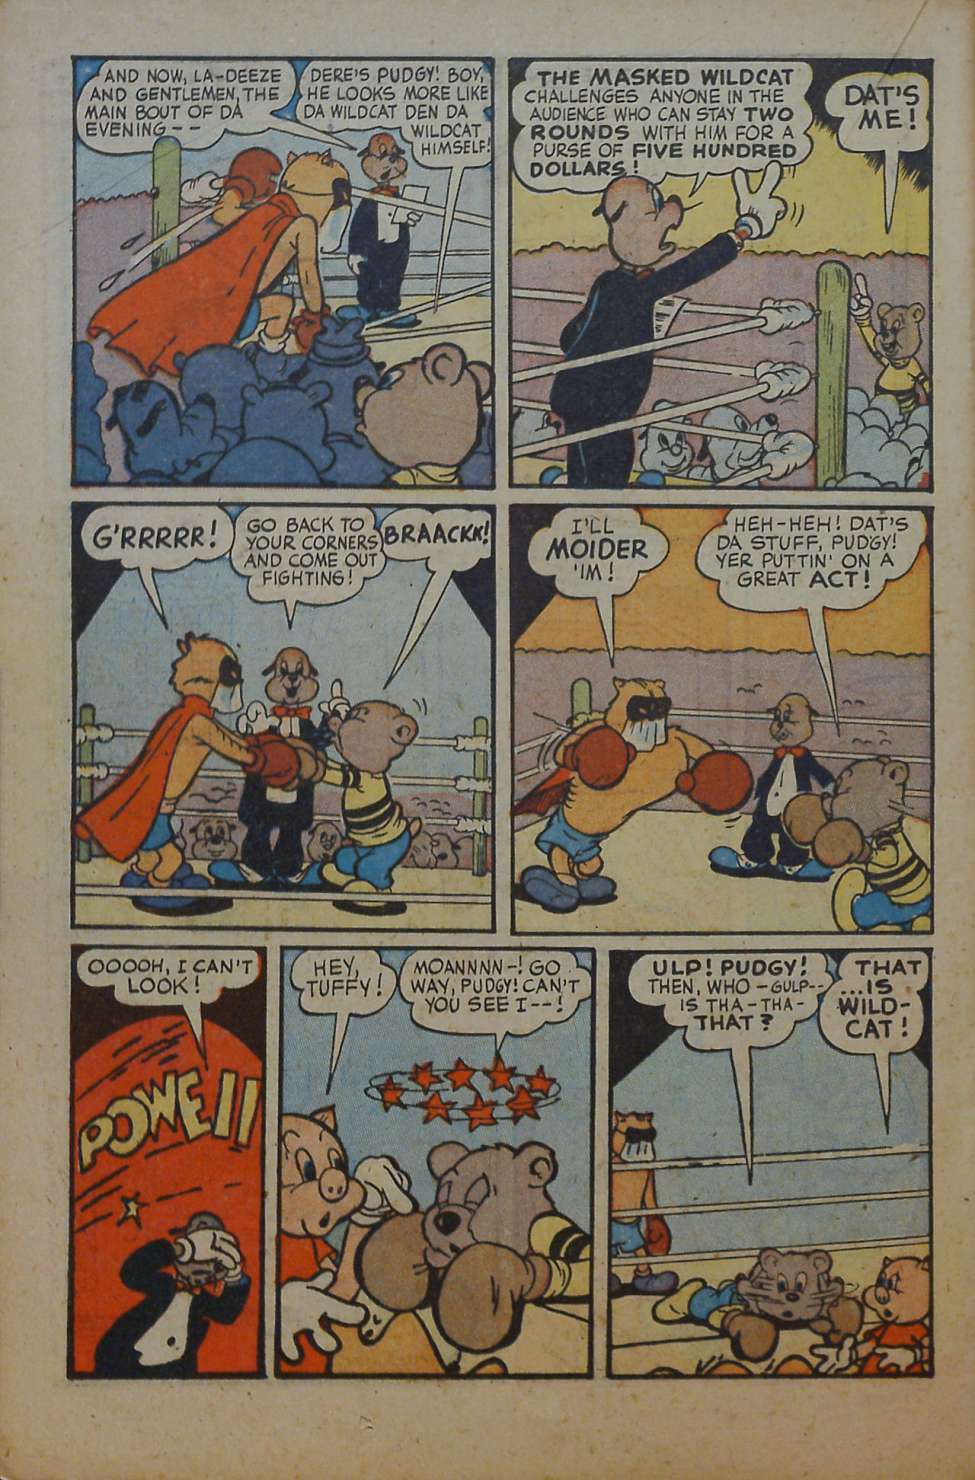 AND NOW, LA-DEEZE
AND GENTLEMEN, THE
MAIN BOUT OF DA
EVENING--
DERE'S PUDGY! BOY,
HE LOOKS MORE LIKE
DA WILDCAT DEN DA
WILDCAT
HIMSELF!
THE MASKED WILDCAT
CHALLENGES ANYONE IN THE
AUDIENCE WHO CAN STAY TWO
ROUNDS WITH HIM FOR A
PURSE OF FIVE HUNDRED
DOLLARS!
DAT'S
ME!
G'RRRRR!
GO BACK TO
YOUR CORNERS
AND COME OUT
FIGHTING!
BRAACKK!
I'LL
MOIDER
'IM!
HEH-HEH! DAT'S
DA STUFF, PUDGY!
YER PUTTIN' ON A
GREAT ACT!
OOOOH, I CAN'T
LOOK!
POWE!!
HEY,
TUFFY!
MOANNNN-! GO
WAY, PUDGY! CAN'T
YOU SEE I--!
ULP! PUDGY!
THEN, WHO -GULP--
IS THA-THA-
THAT?
THAT
...IS
WILD-
CAT!